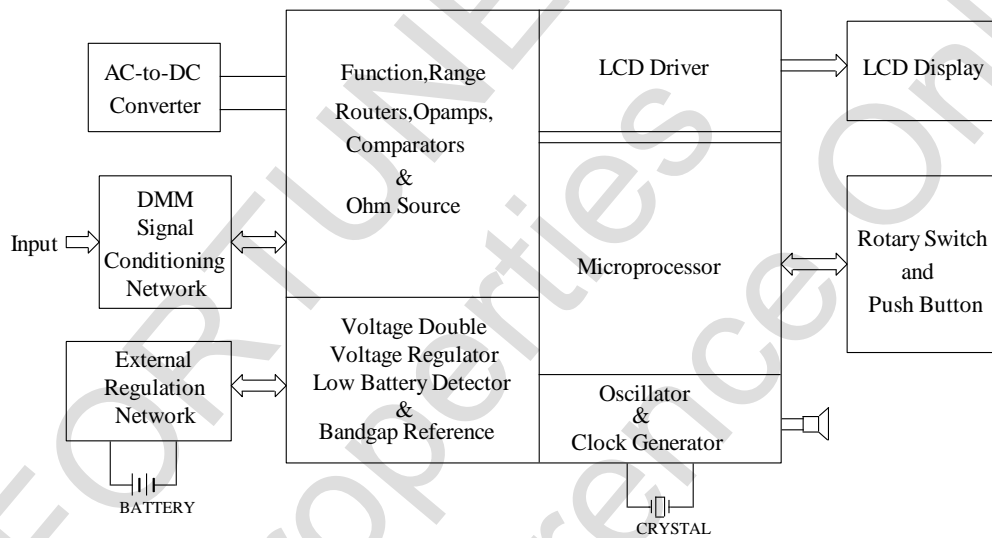 AC-to-DC
Converter
Function,Range
Routers,Opamps,
Comparators
&
Ohm Source
LCD Driver
LCD Display
Input
DMM
Signal
Conditioning
Network
Microprocessor
Rotary Switch
and
Push Button
External
Regulation
Network
Voltage Double
Voltage Regulator
Low Battery Detector
&
Bandgap Reference
Oscillator
&
Clock Generator
BATTERY
CRYSTAL
FORTUNE
Properties